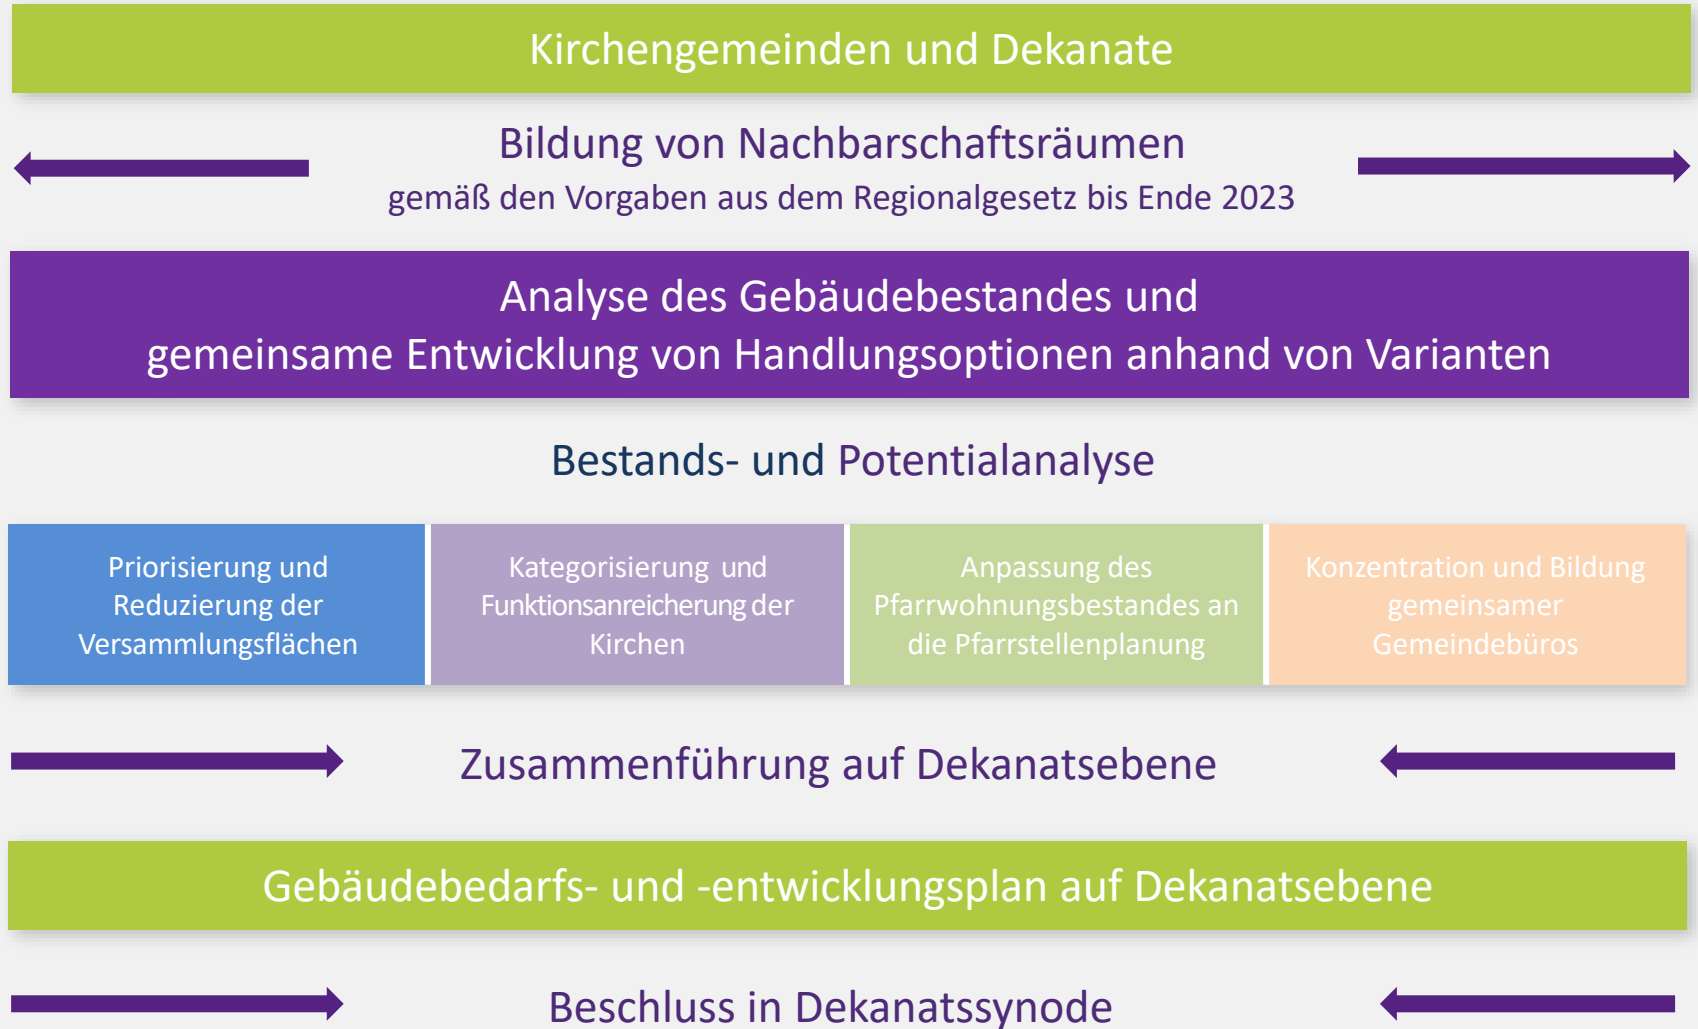 Kirchengemeinden und Dekanate
Bildung von Nachbarschaftsräumen
gemäß den Vorgaben aus dem Regionalgesetz bis Ende 2023
Analyse des Gebäudebestandes und
gemeinsame Entwicklung von Handlungsoptionen anhand von Varianten
Bestands- und Potentialanalyse
Priorisierung und
Reduzierung der
Versammlungsflächen
Kategorisierung und
Funktionsanreicherung der
Kirchen
Anpassung des
Pfarrwohnungsbestandes an
die Pfarrstellenplanung
Konzentration und Bildung
gemeinsamer
Gemeindebüros
Zusammenführung auf Dekanatsebene
Gebäudebedarfs- und -entwicklungsplan auf Dekanatsebene
Beschluss in Dekanatssynode